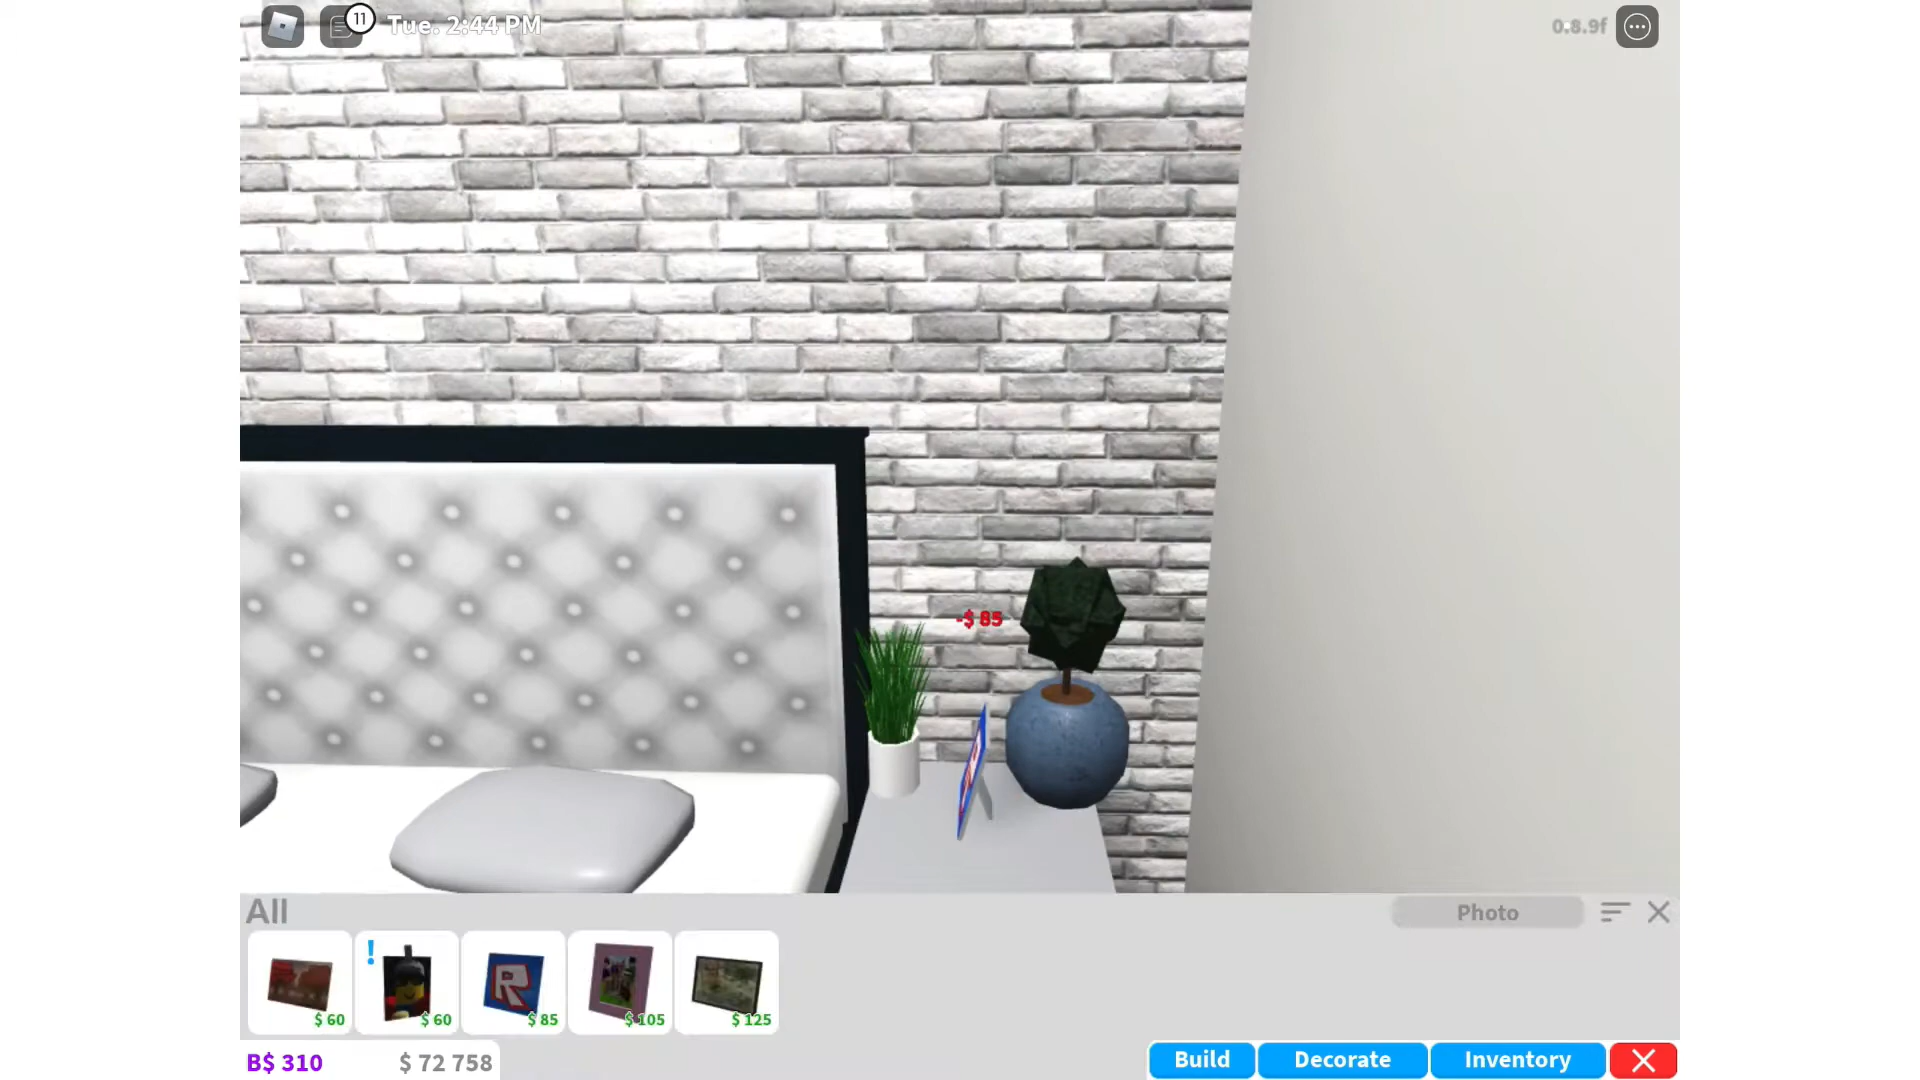 11
Tue. 2:44 PM
0.8.9f
-$ 85
All
Photo
!
R
$ 60
$ 60
$ 85
$ 105
$ 125
B$ 310
$ 72 758
Build
Decorate
Inventory